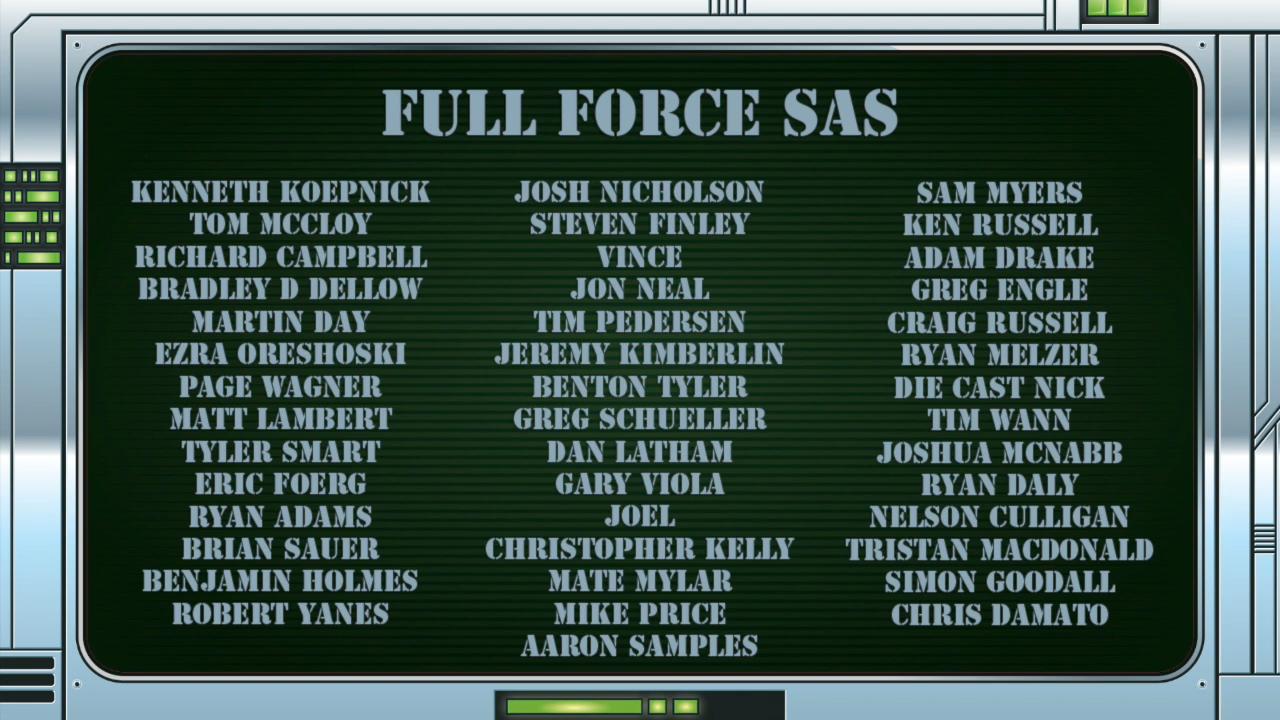 FULL FORCE SAS
KENNETH KOEPNICK
TOM MCCLOY
RICHARD CAMPBELL
BRADLEY D DELLOW
MARTIN DAY
EZRA ORESHOSKI
PAGE WAGNER
MATT LAMBERT
TYLER SMART
ERIC FOERG
RYAN ADAMS
BRIAN SAUER
BENJAMIN HOLMES
ROBERT YANES
JOSH NICHOLSON
STEVEN FINLEY
VINCE
JON NEAL
TIM PEDERSEN
JEREMY KIMBERLIN
BENTON TYLER
GREG SCHUELLER
DAN LATHAM
GARY VIOLA
JOEL
CHRISTOPHER KELLY
MATE MYLAR
MIKE PRICE
AARON SAMPLES
SAM MYERS
KEN RUSSELL
ADAM DRAKE
GREG ENGLE
CRAIG RUSSELL
RYAN MELZER
DIE CAST NICK
TIM WANN
JOSHUA MCNABB
RYAN DALY
NELSON CULLIGAN
TRISTAN MACDONALD
SIMON GOODALL
CHRIS DAMATO